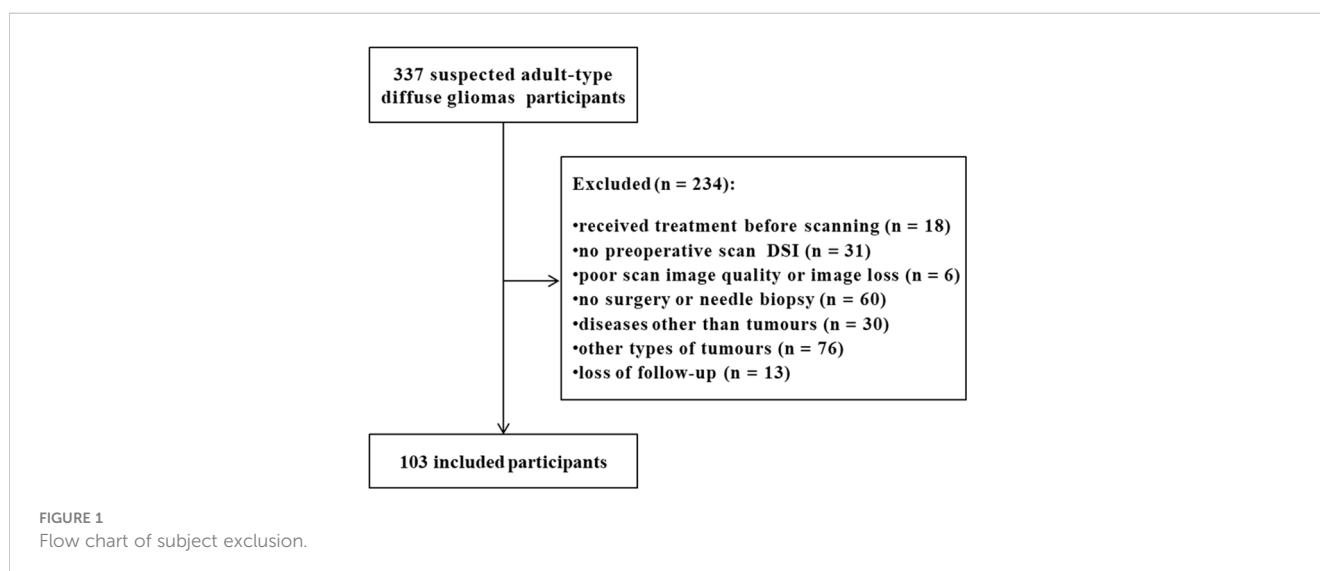 337 suspected adult-type
diffuse gliomas participants
Excluded (n = 234):
•received treatment before scanning (n = 18)
•no preoperative scan DSI (n = 31)
•poor scan image quality or image loss (n = 6)
•no surgery or needle biopsy (n = 60)
•diseases other than tumours (n = 30)
•other types of tumours (n = 76)
•loss of follow-up (n = 13)
103 included participants
FIGURE 1
Flow chart of subject exclusion.